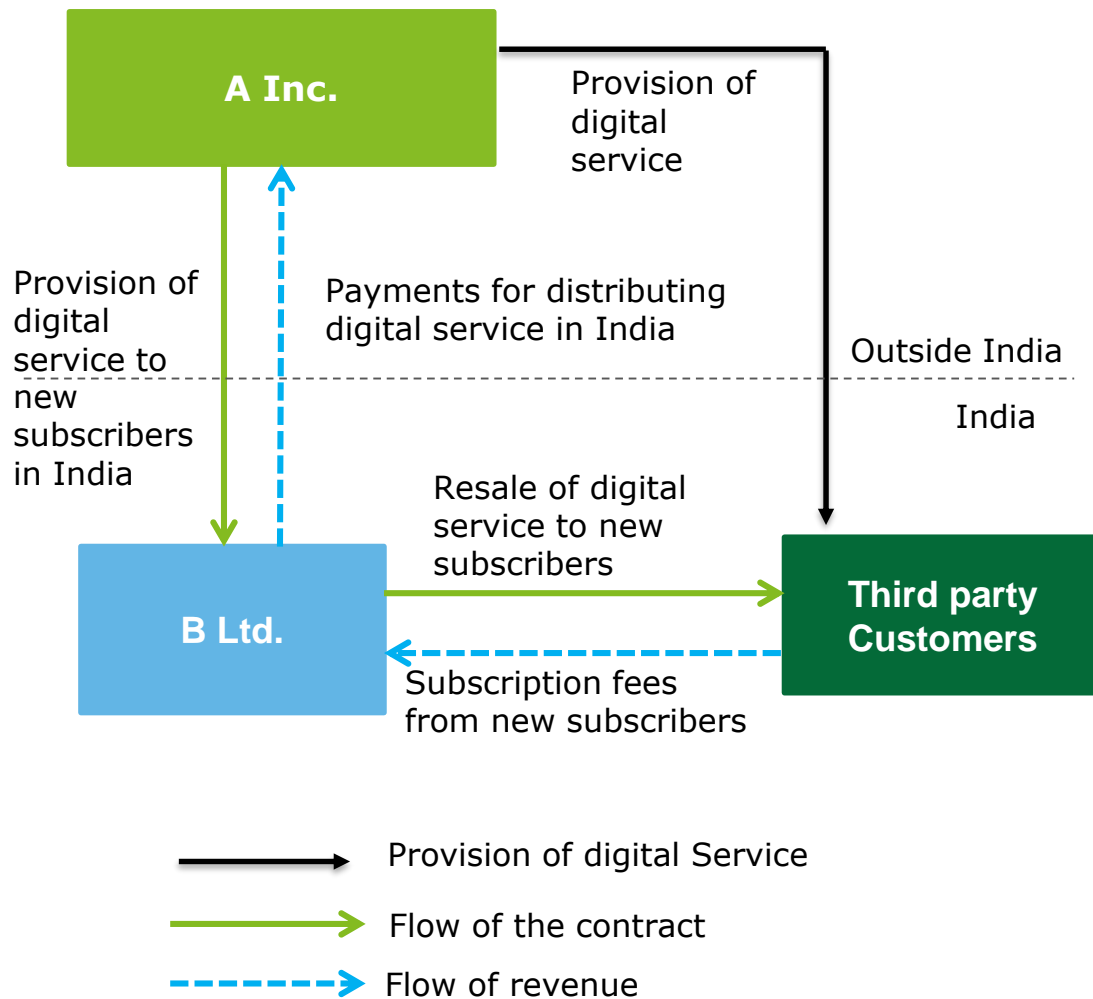 A Inc.
Provision of
digital
service
Provision of
digital
service to
new
subscribers
in India
Payments for distributing
digital service in India
Outside India
India
Resale of digital
service to new
subscribers
B Ltd.
Third party
Customers
Subscription fees
from new subscribers
Provision of digital Service
Flow of the contract
Flow of revenue